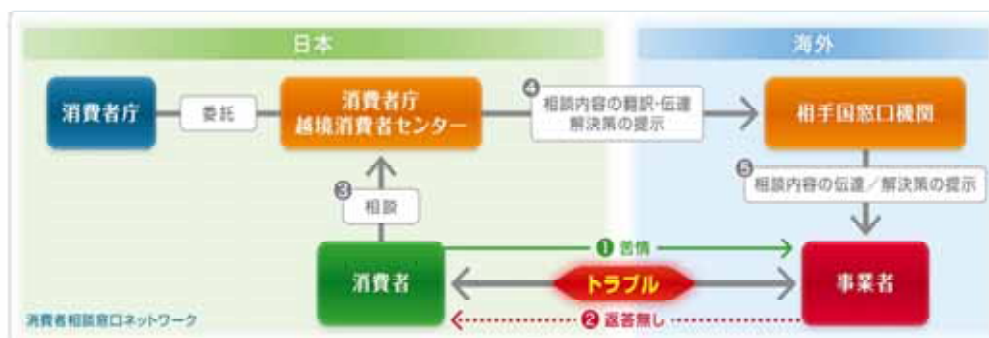 日本
海外
消費者庁
委託
消費者庁
越境消費者センター
❹
相談内容の翻訳・伝達
解決策の提示
相手国窓口機関
❺
相談内容の伝達／解決策の提示
❸
相談
消費者
❶ 苦情
トラブル
❷ 返答無し
事業者
消費者相談窓口ネットワーク